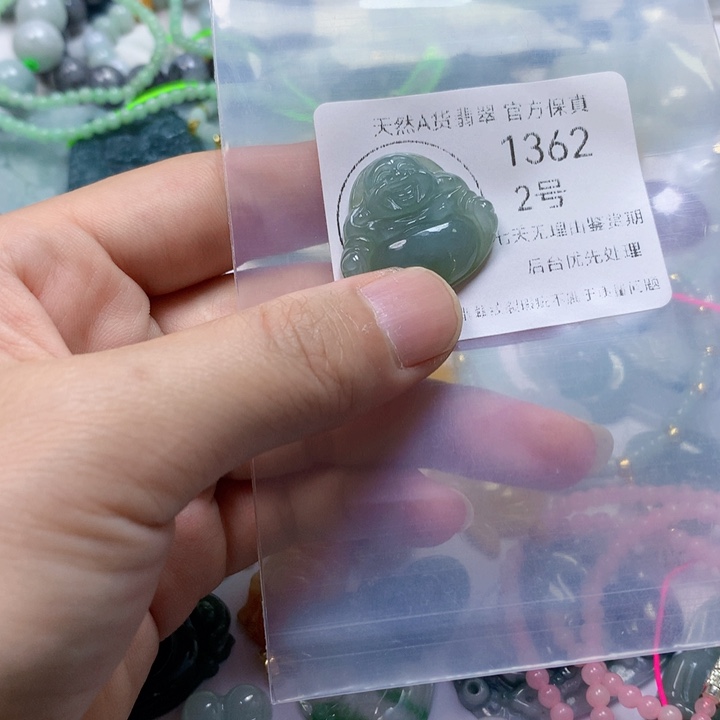 天然A货翡翠 官方保真
1362
2号
七天无理由鉴定期
后台优先处理